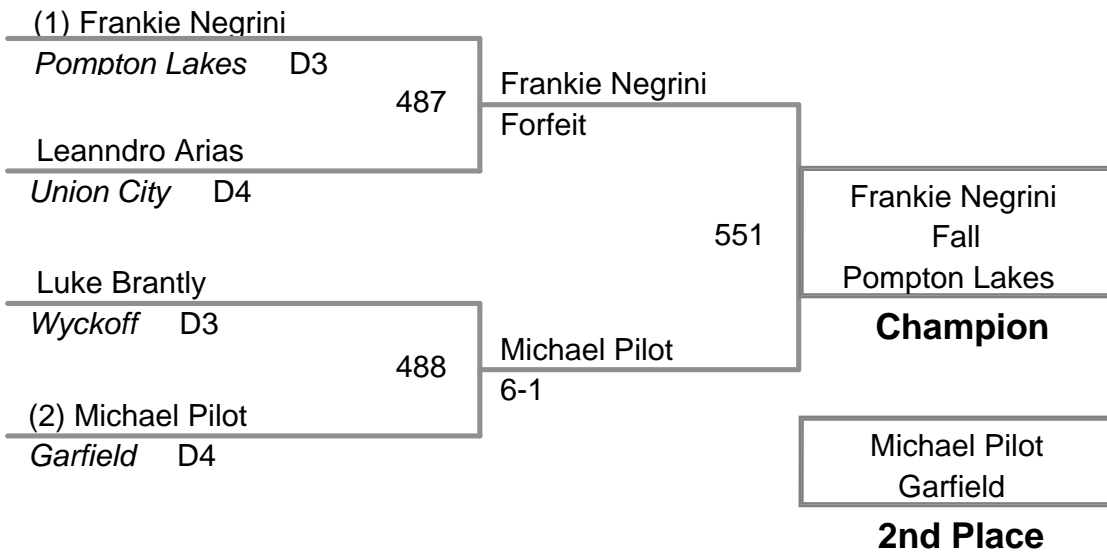 (1) Frankie Negrini
Pompton Lakes D3
487
Leanndro Arias
Union City D4
Luke Brantly
Wyckoff D3
488
(2) Michael Pilot
Garfield D4
Frankie Negrini
Forfeit
551
Michael Pilot
6-1
Frankie Negrini
Fall
Pompton Lakes
Champion
Michael Pilot
Garfield
2nd Place